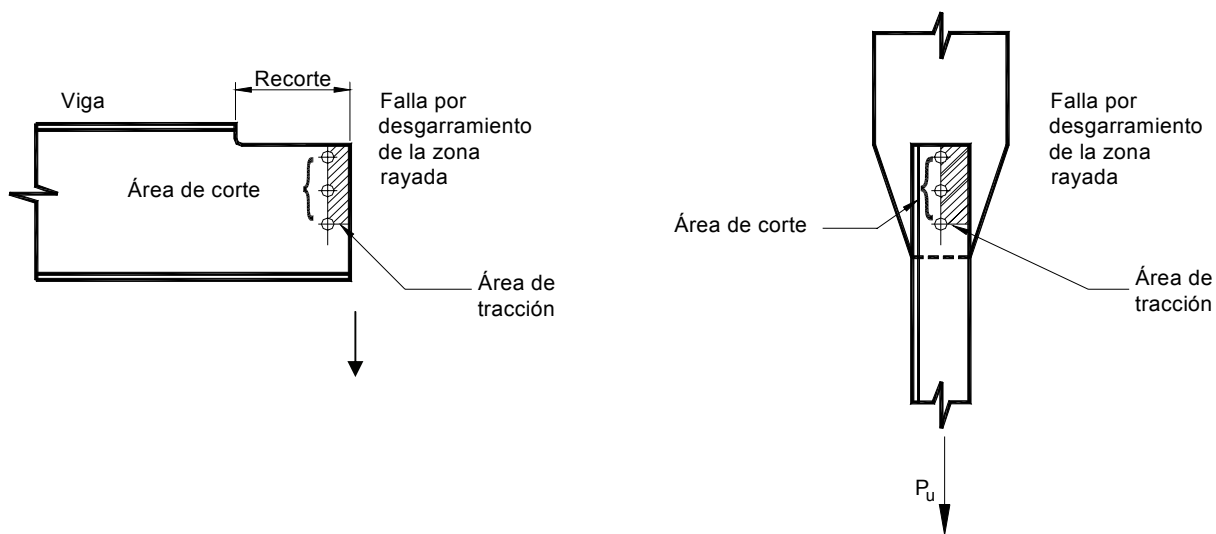 Recorte
Viga
Falla por
desgarramiento
de la zona
rayada
Área de corte
Área de
tracción
Falla por
desgarramiento
de la zona
rayada
Área de corte
Área de
tracción
Pu